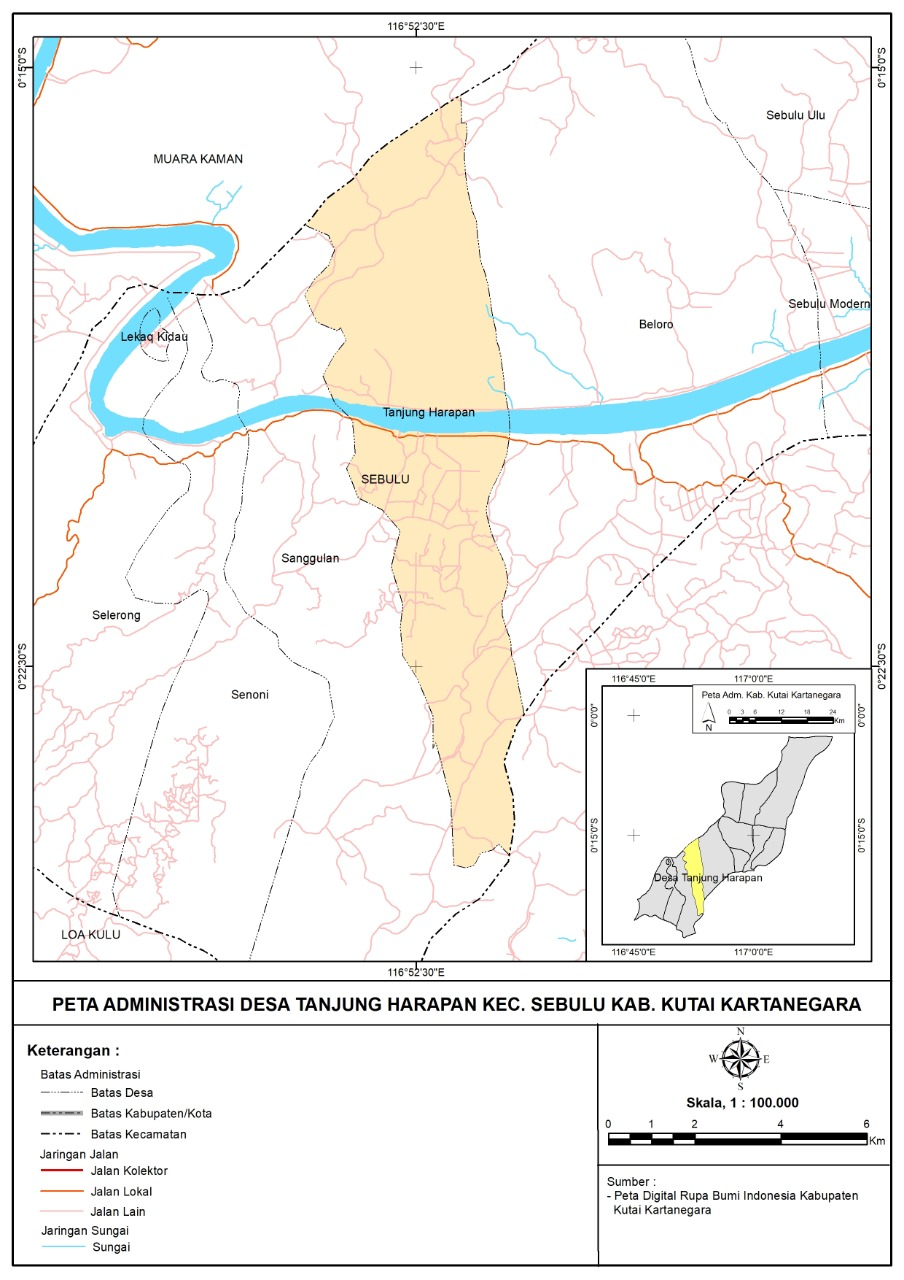 116°52'30"E
0°15'0"S
0°15'0"S
Sebulu Ulu
MUARA KAMAN
Sebulu Modern
Beloro
Lekaq Kidau
Tanjung Harapan
SEBULU
Sanggulan
Selerong
0°22'30"S
0°22'30"S
Senoni
LOA KULU
116°52'30"E
116°45'0"E
117°0'0"E
Peta Adm. Kab. Kutai Kartanegara
N
0 3 6 12 18 24
Km
0°0'0"
0°0'0"
0°15'0"S
0°15'0"S
Desa Tanjung Harapan
116°45'0"E
117°0'0"E
PETA ADMINISTRASI DESA TANJUNG HARAPAN KEC. SEBULU KAB. KUTAI KARTANEGARA
Keterangan :
Batas Administrasi
Batas Desa
Batas Kabupaten/Kota
Batas Kecamatan
Jaringan Jalan
Jalan Kolektor
Jalan Lokal
Jalan Lain
Jaringan Sungai
Sungai
N
W E
S
Skala, 1 : 100.000
0 1 2 4 6
Km
Sumber :
- Peta Digital Rupa Bumi Indonesia Kabupaten
Kutai Kartanegara